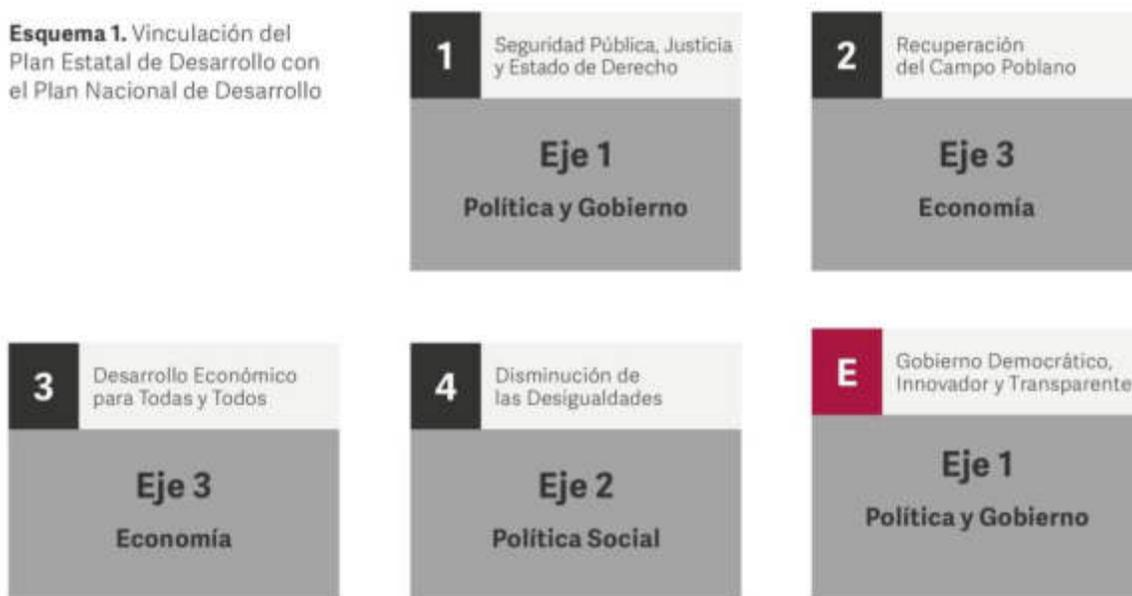 Esquema 1. Vinculación del
Plan Estatal de Desarrollo con
el Plan Nacional de Desarrollo
1
Seguridad Pública, Justicia
y Estado de Derecho
Eje 1
Política y Gobierno
2
Recuperación
del Campo Poblano
Eje 3
Economía
3
Desarrollo Económico
para Todas y Todos
Eje 3
Economía
4
Disminución de
las Desigualdades
Eje 2
Política Social
E
Gobierno Democrático,
Innovador y Transparente
Eje 1
Política y Gobierno